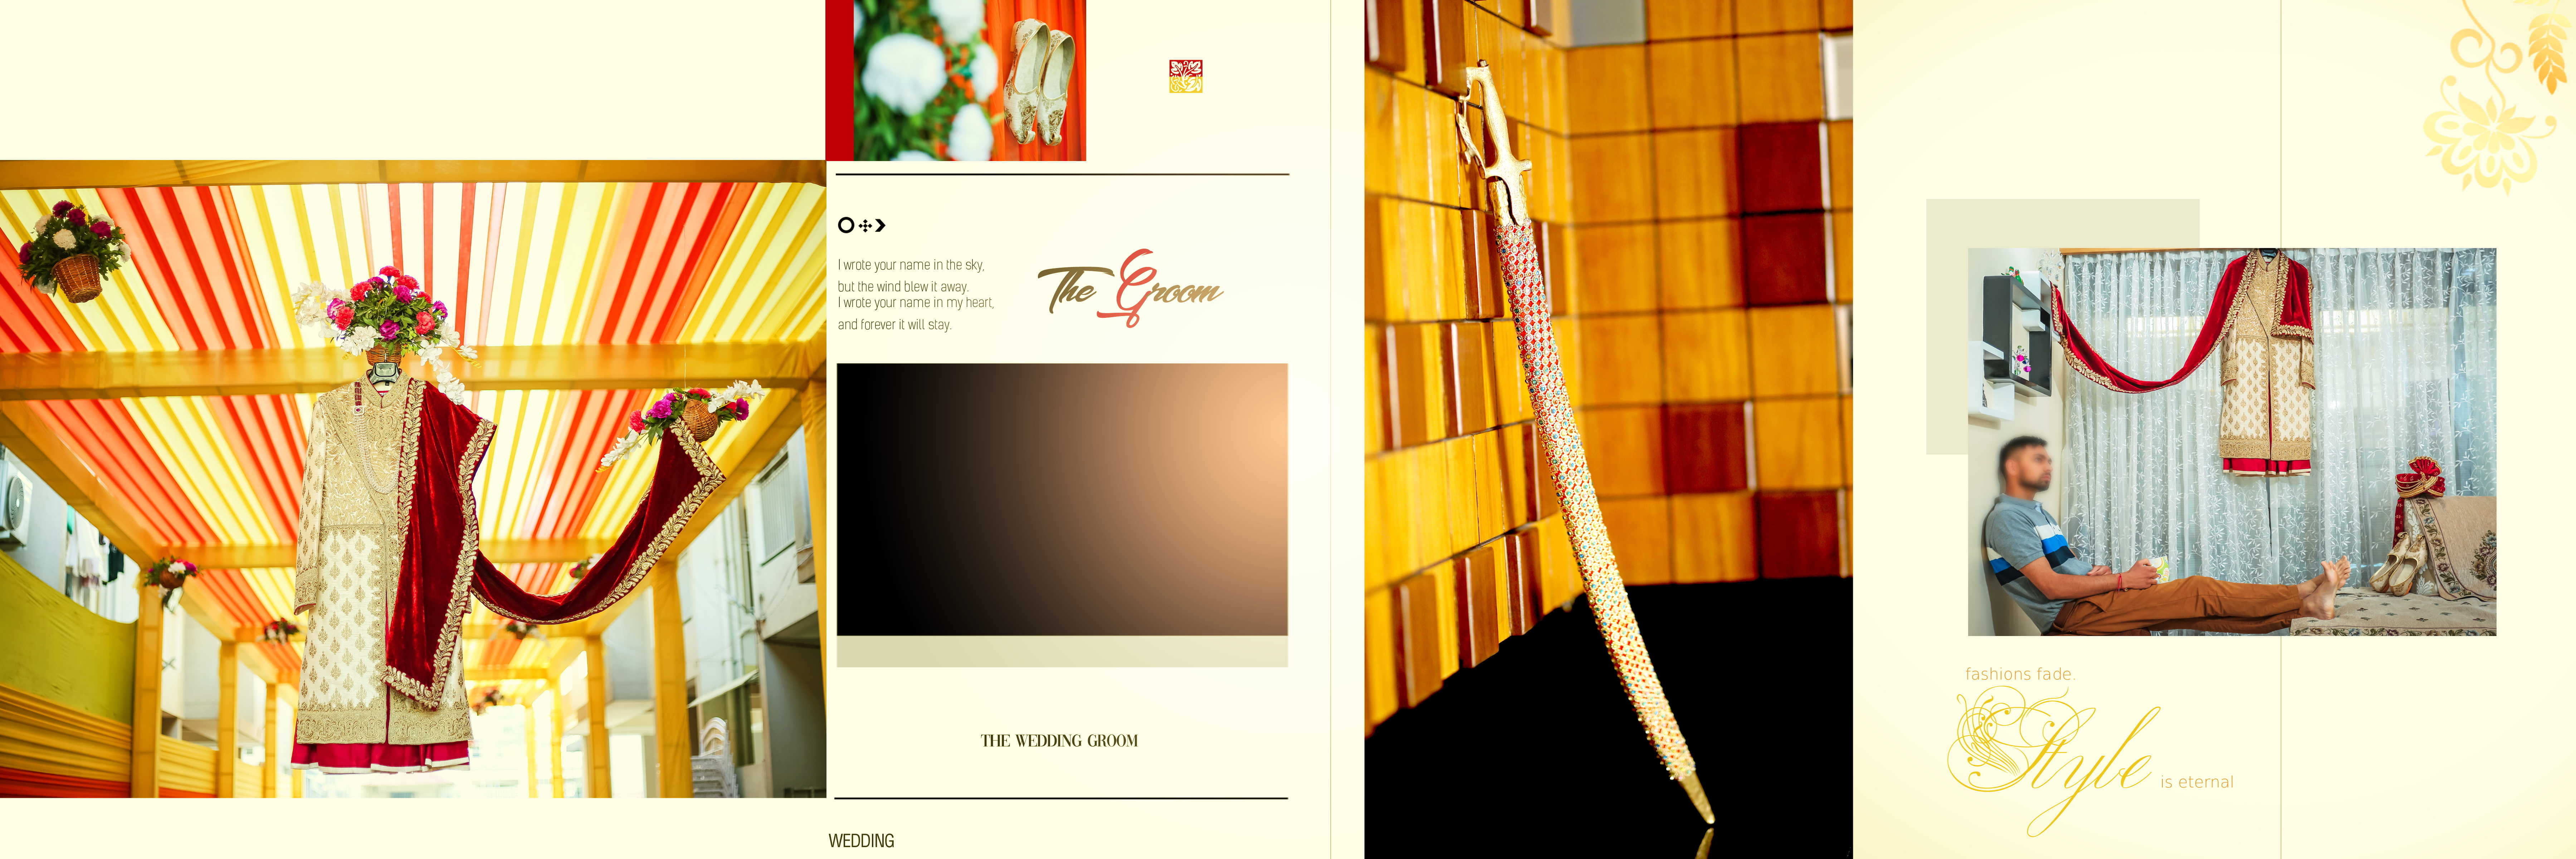 I wrote your name in the sky,
but the wind blew it away.
I wrote your name in my heart,
and forever it will stay.
The Groom
THE WEDDING GROOM
WEDDING
fashions fade.
Style is eternal